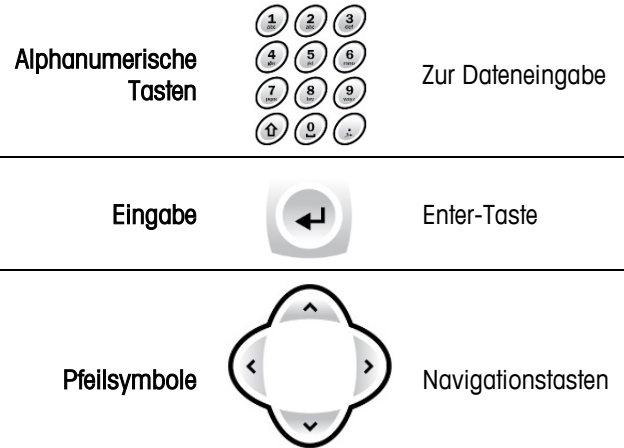 1 2 3
Alphanumerische
Tasten
4 5 6
Zur Dateneingabe
7 8 9
0 .
Eingabe
Enter-Taste
Pfeilsymbole
Navigationstasten